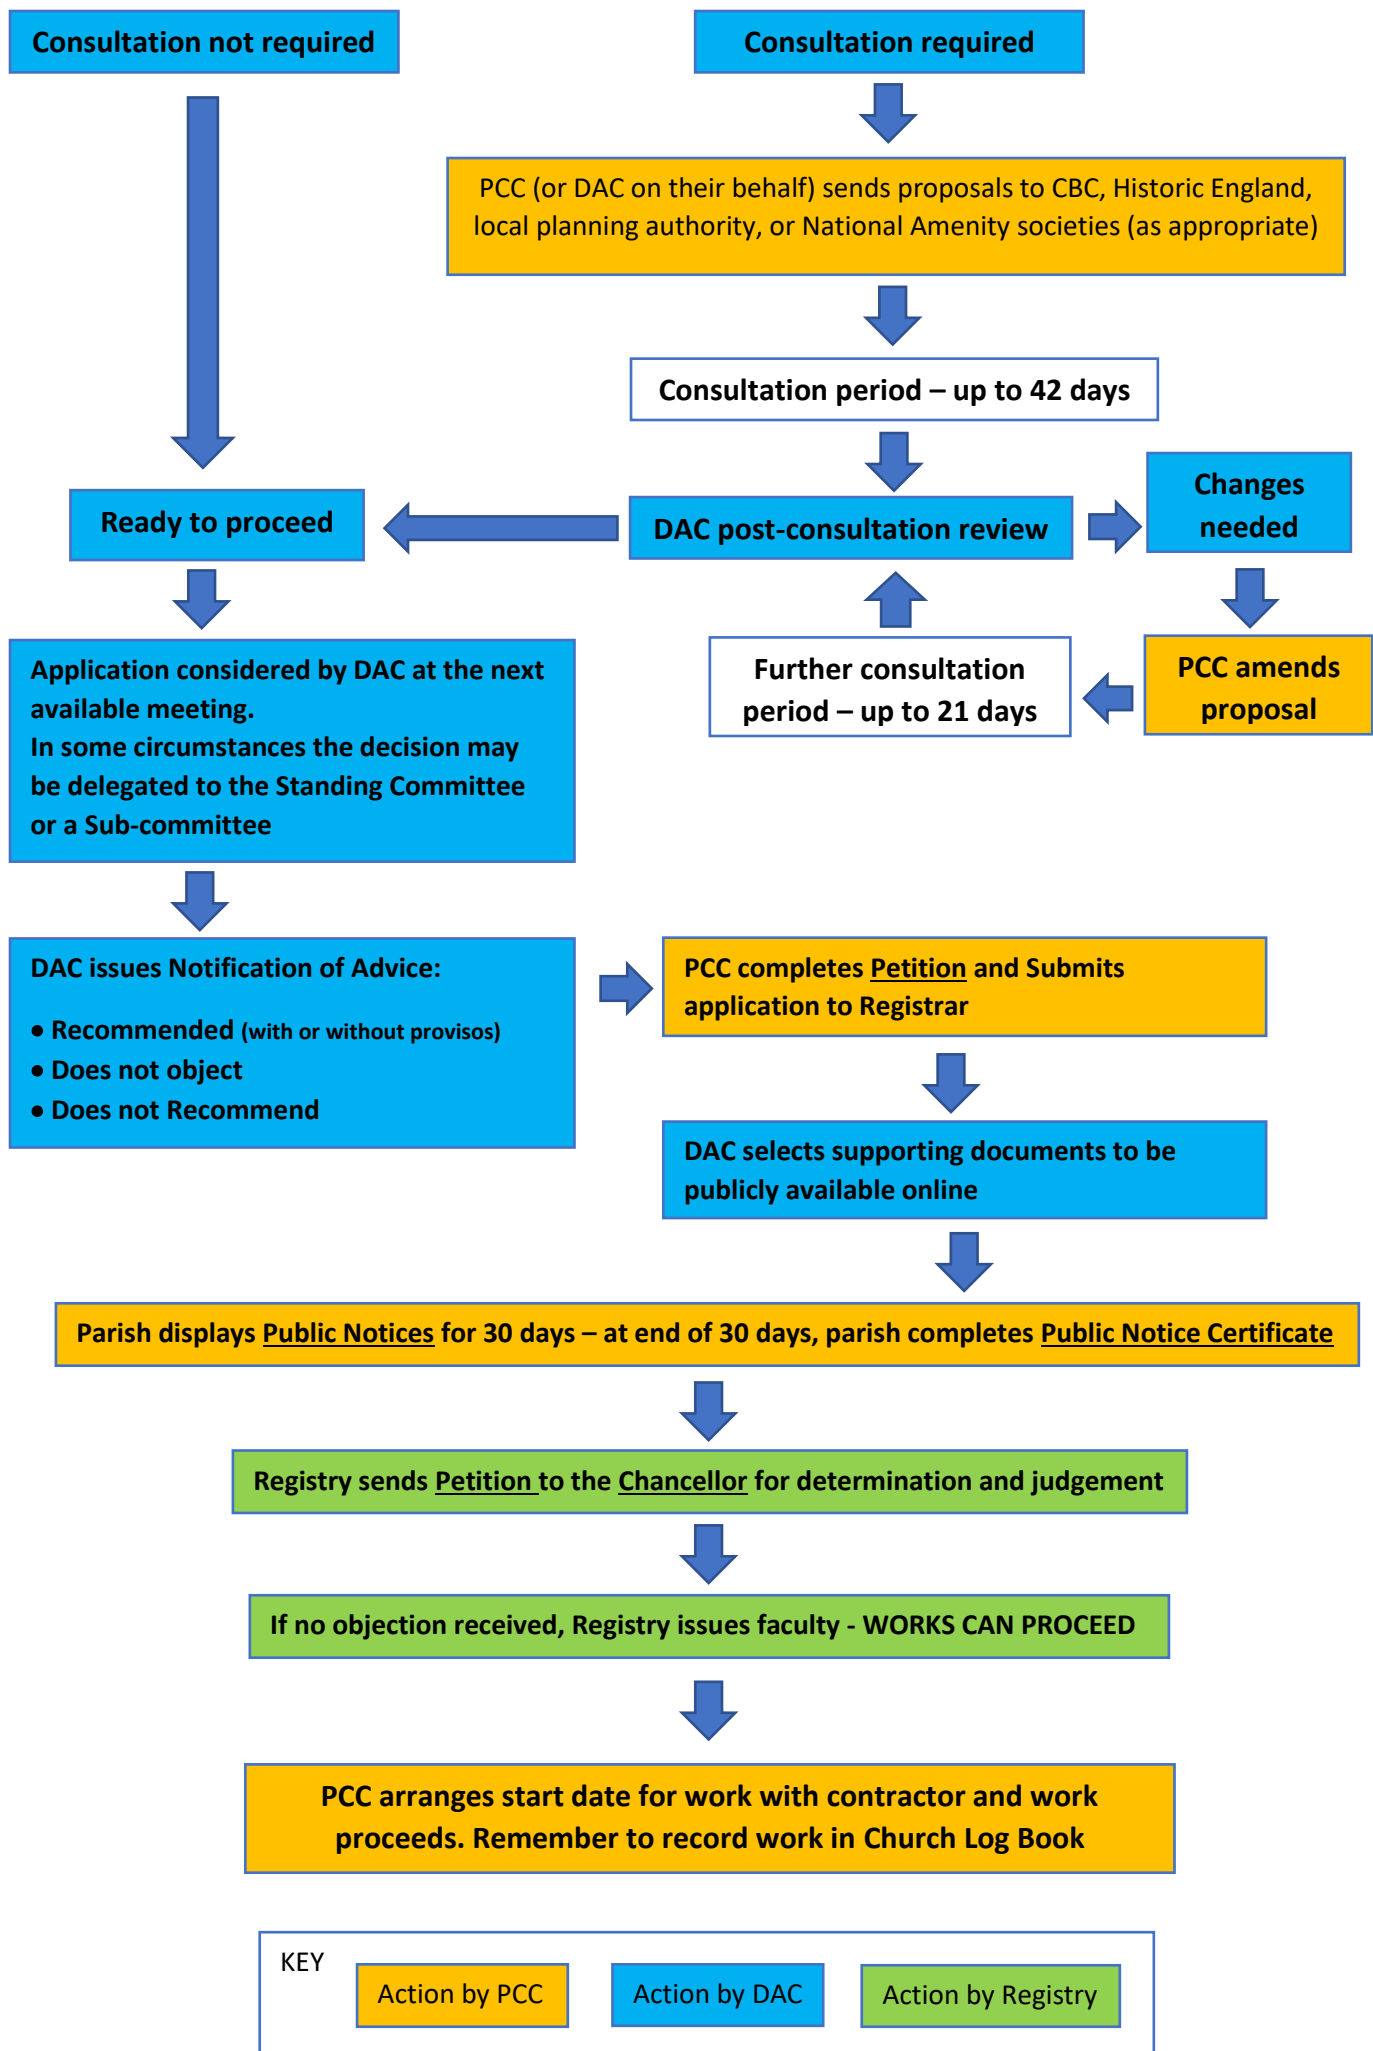 Consultation not required
Consultation required
PCC (or DAC on their behalf) sends proposals to CBC, Historic England,
local planning authority, or National Amenity societies (as appropriate)
Consultation period – up to 42 days
Ready to proceed
DAC post-consultation review
Changes
needed
Further consultation
period – up to 21 days
PCC amends
proposal
Application considered by DAC at the next
available meeting.
In some circumstances the decision may
be delegated to the Standing Committee
or a Sub-committee
DAC issues Notification of Advice:
• Recommended (with or without provisos)
• Does not object
• Does not Recommend
PCC completes Petition and Submits
application to Registrar
DAC selects supporting documents to be
publicly available online
Parish displays Public Notices for 30 days – at end of 30 days, parish completes Public Notice Certificate
Registry sends Petition to the Chancellor for determination and judgement
If no objection received, Registry issues faculty - WORKS CAN PROCEED
PCC arranges start date for work with contractor and work
proceeds. Remember to record work in Church Log Book
KEY
Action by PCC
Action by DAC
Action by Registry